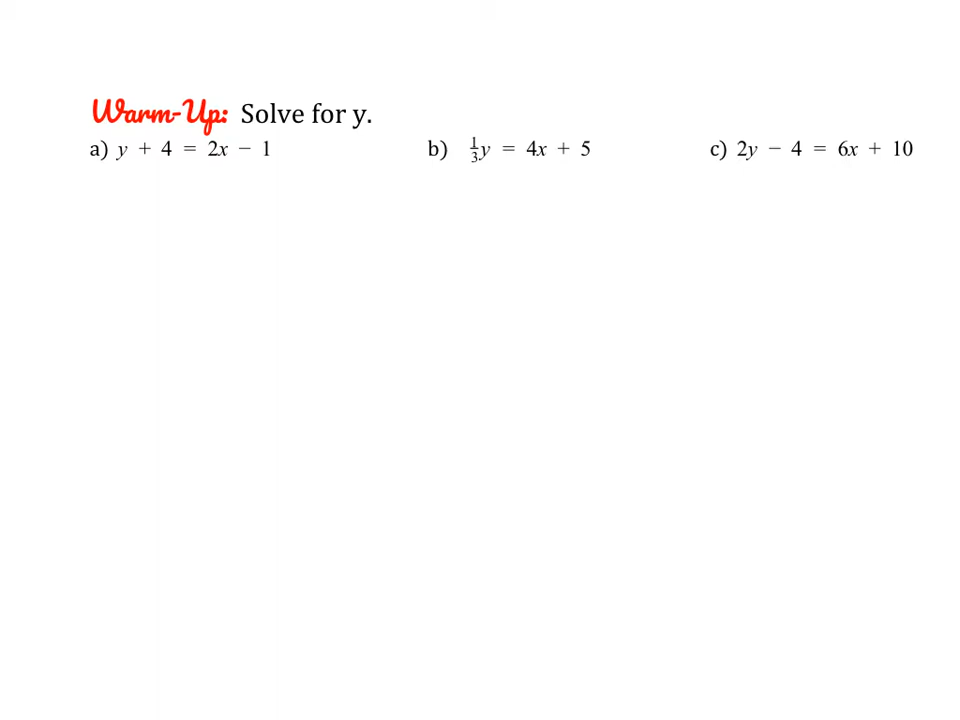 Warm-Up: Solve for y.
a) y + 4 = 2x − 1 b) 1/3y = 4x + 5 c) 2y − 4 = 6x + 10